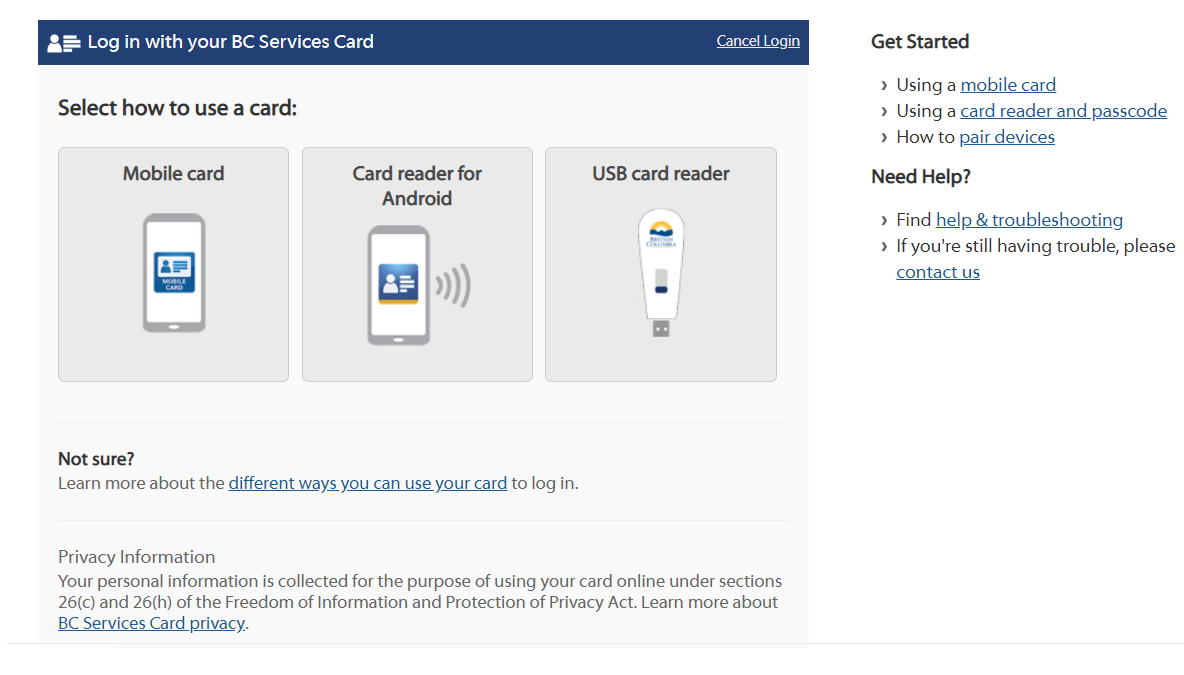 Log in with your BC Services Card
Cancel Login
Select how to use a card:
Mobile card
MOBILE
CARD
Card reader for
Android
USB card reader
BRITISH
COLUMBIA
Not sure?
Learn more about the different ways you can use your card to log in.
Privacy Information
Your personal information is collected for the purpose of using your card online under sections
26(c) and 26(h) of the Freedom of Information and Protection of Privacy Act. Learn more about
BC Services Card privacy.
Get Started
› Using a mobile card
› Using a card reader and passcode
› How to pair devices
Need Help?
› Find help & troubleshooting
› If you're still having trouble, please
contact us